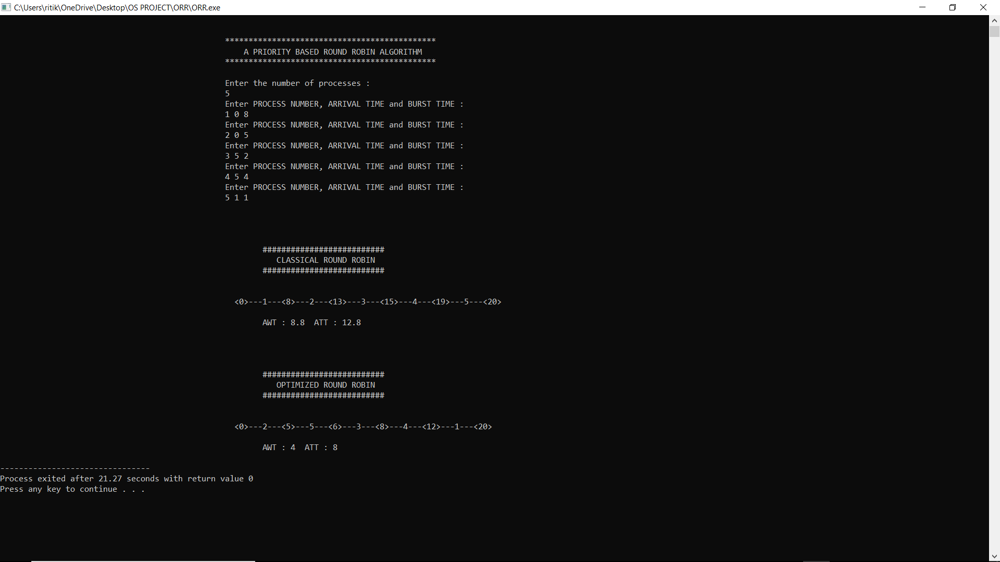 C:\Users\ritik\OneDrive\Desktop\OS PROJECT\ORR\ORR.exe
*********************************************
A PRIORITY BASED ROUND ROBIN ALGORITHM
*********************************************
Enter the number of processes :
5
Enter PROCESS NUMBER, ARRIVAL TIME and BURST TIME :
1 0 8
Enter PROCESS NUMBER, ARRIVAL TIME and BURST TIME :
2 0 5
Enter PROCESS NUMBER, ARRIVAL TIME and BURST TIME :
3 5 2
Enter PROCESS NUMBER, ARRIVAL TIME and BURST TIME :
4 5 4
Enter PROCESS NUMBER, ARRIVAL TIME and BURST TIME :
5 1 1
##########################
CLASSICAL ROUND ROBIN
##########################
<0>---1---<8>---2---<13>---3---<15>---4---<19>---5---<20>
AWT : 8.8  ATT : 12.8
##########################
OPTIMIZED ROUND ROBIN
##########################
<0>---2---<5>---5---<6>---3---<8>---4---<12>---1---<20>
AWT : 4  ATT : 8
--------------------------------
Process exited after 21.27 seconds with return value 0
Press any key to continue . . .